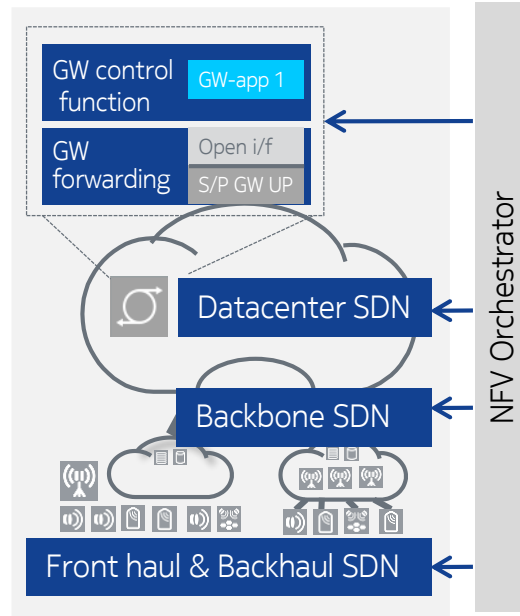 GW control
function
GW-app 1
GW
forwarding
Open i/f
S/P GW UP
Datacenter SDN
Backbone SDN
Front haul & Backhaul SDN
NFV Orchestrator